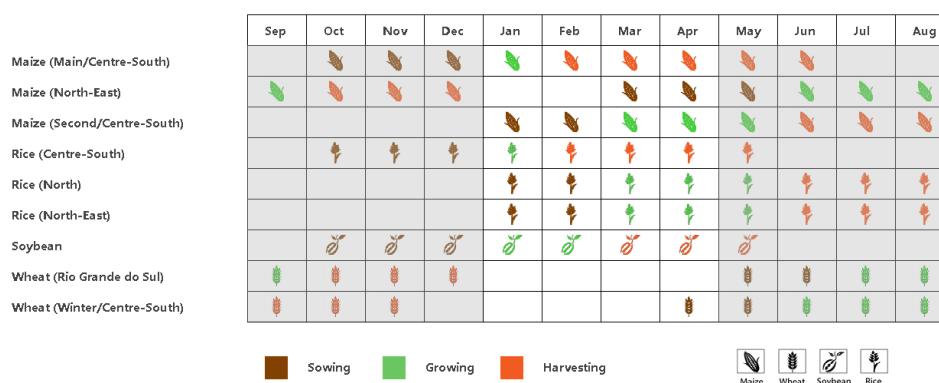 Sep Oct Nov Dec Jan Feb Mar Apr May Jun Jul Aug
Maize (Main/Centre-South)
Maize (North-East)
Maize (Second/Centre-South)
Rice (Centre-South)
Rice (North)
Rice (North-East)
Soybean
Wheat (Rio Grande do Sul)
Wheat (Winter/Centre-South)
Sowing Growing Harvesting
Maize Wheat Soybean Rice